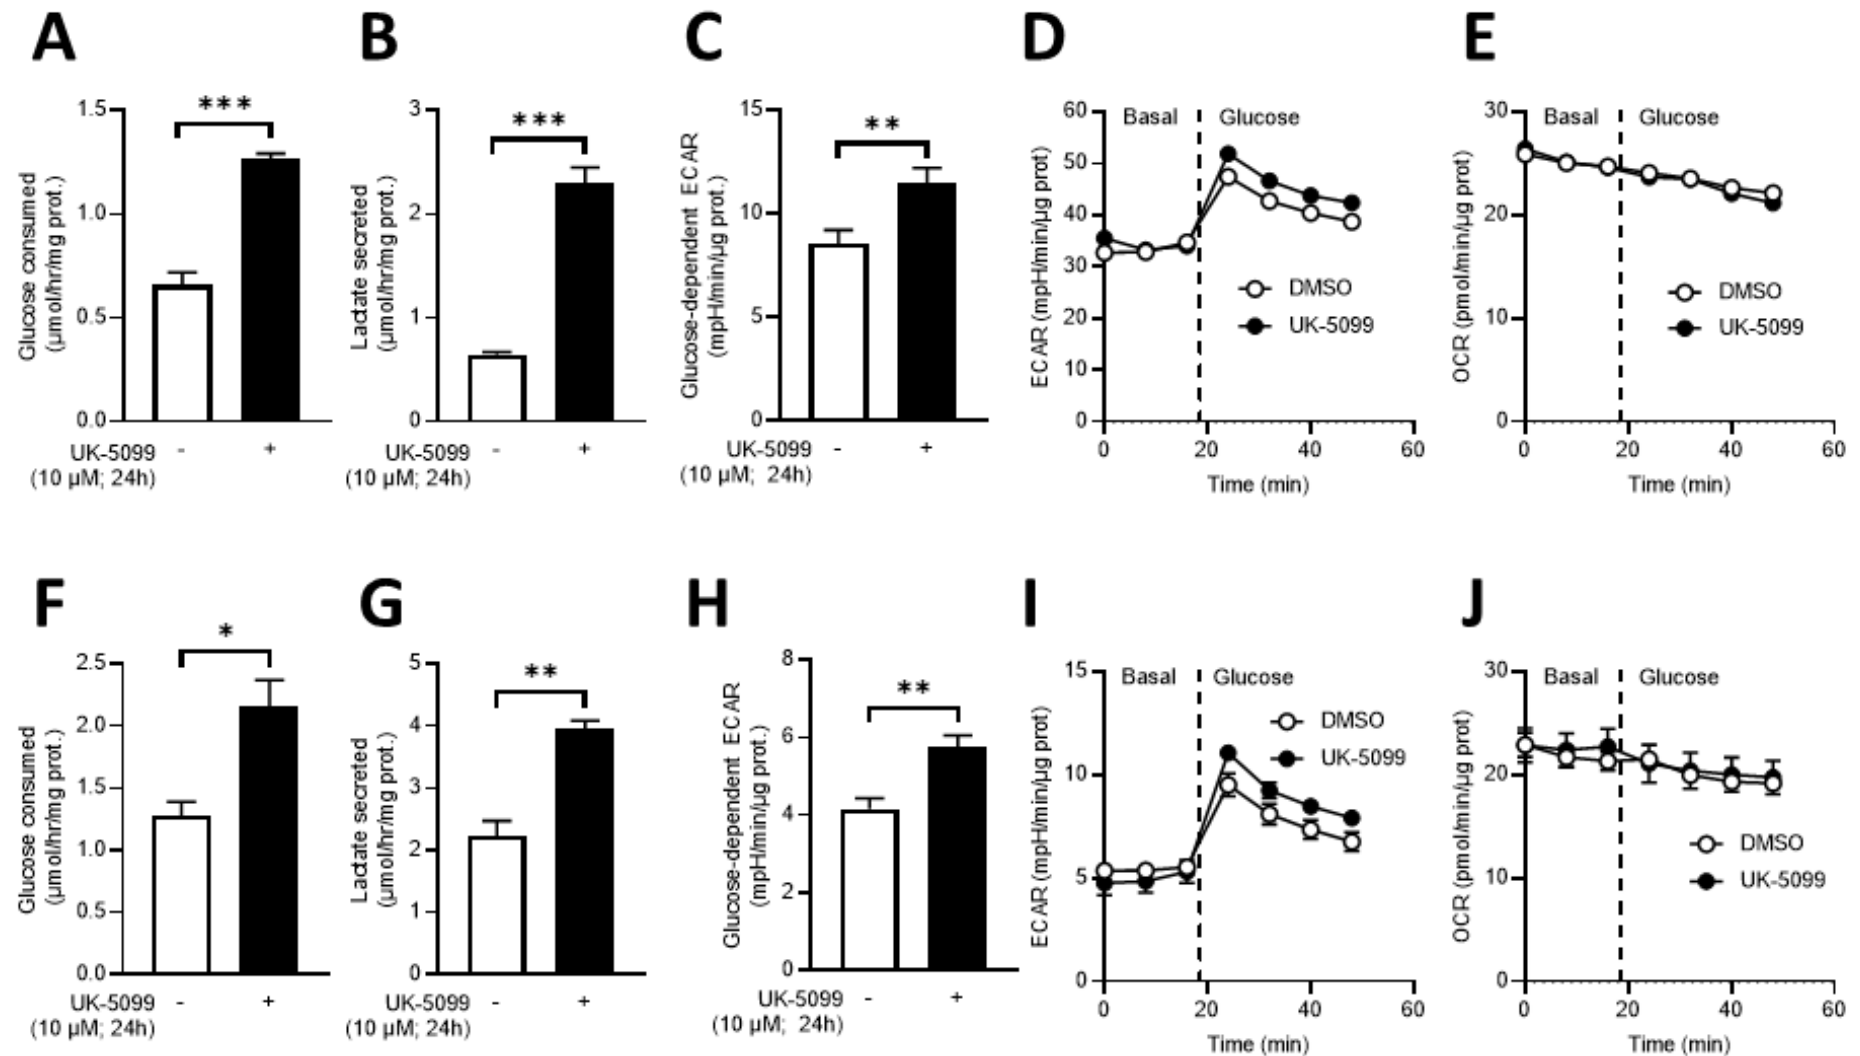 A
Glucose consumed
(µmol/hr/mg prot.)
1.5
1.0
0.5
0.0
***
UK-5099 - +
(10 µM; 24h)
B
Lactate secreted
(µmol/hr/mg prot.)
3
2
1
0
***
UK-5099 - +
(10 µM; 24h)
C
Glucose-dependent ECAR
(mpH/min/µg prot.)
15
10
5
0
**
UK-5099 - +
(10 µM; 24h)
D
ECAR (mpH/min/µg prot)
60
50
40
30
20
10
0
Basal Glucose
DMSO
UK-5099
0 20 40 60
Time (min)
E
OCR (pmol/min/µg prot)
30
20
10
0
Basal Glucose
DMSO
UK-5099
0 20 40 60
Time (min)
F
Glucose consumed
(µmol/hr/mg prot.)
2.5
2.0
1.5
1.0
0.5
0.0
*
UK-5099 - +
(10 µM; 24h)
G
Lactate secreted
(µmol/hr/mg prot.)
5
4
3
2
1
0
**
UK-5099 - +
(10 µM; 24h)
H
Glucose-dependent ECAR
(mpH/min/µg prot.)
8
6
4
2
0
**
UK-5099 - +
(10 µM; 24h)
I
ECAR (mpH/min/µg prot)
15
10
5
0
Basal Glucose
DMSO
UK-5099
0 20 40 60
Time (min)
J
OCR (pmol/min/µg prot)
30
20
10
0
Basal Glucose
DMSO
UK-5099
0 20 40 60
Time (min)